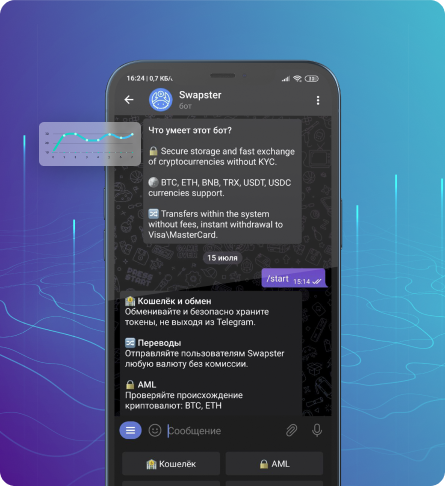 16:24 | 0,7 КБ/с
Swapster
бот
Что умеет этот бот?
🔒 Secure storage and fast exchange
of cryptocurrencies without KYC.
BTC, ETH, BNB, TRX, USDT, USDC
currencies support.
🔀 Transfers within the system
without fees, instant withdrawal to
Visa\MasterCard.
15 июля
/start 15:14
🏦 Кошелёк и обмен
Обменивайте и безопасно храните
токены, не выходя из Telegram.
🔀 Переводы
Отправляйте пользователям Swapster
любую валюту без комиссии.
🔒 AML
Проверяйте происхождение
криптовалют: BTC, ETH
Сообщение
🏦 Кошелёк
🔒 AML